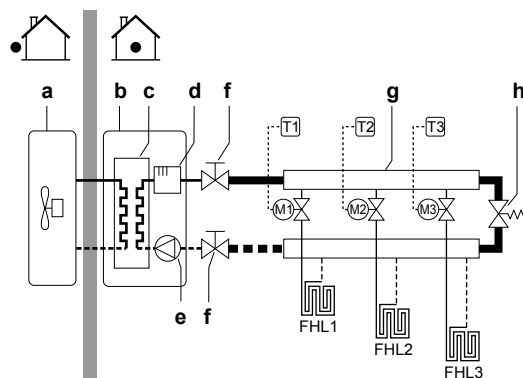 a b c d f g h
T1 T2 T3
M1 M2 M3
e f
FHL1
FHL2
FHL3